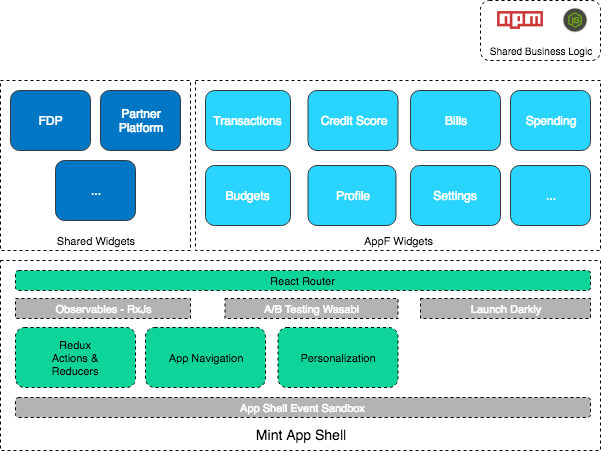 npm
JS
Shared Business Logic
FDP
Partner
Platform
...
Shared Widgets
Transactions
Credit Score
Bills
Spending
Budgets
Profile
Settings
...
AppF Widgets
React Router
Observables - RxJs
A/B Testing Wasabi
Launch Darkly
Redux
Actions &
Reducers
App Navigation
Personalization
App Shell Event Sandbox
Mint App Shell